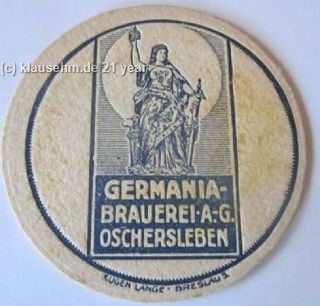 (c) klausehm.de 21 year
GERMANIA-
BRAUEREI·A·-G.
OSCHERSLEBEN
EUGEN LANGE · BRESLAU 1